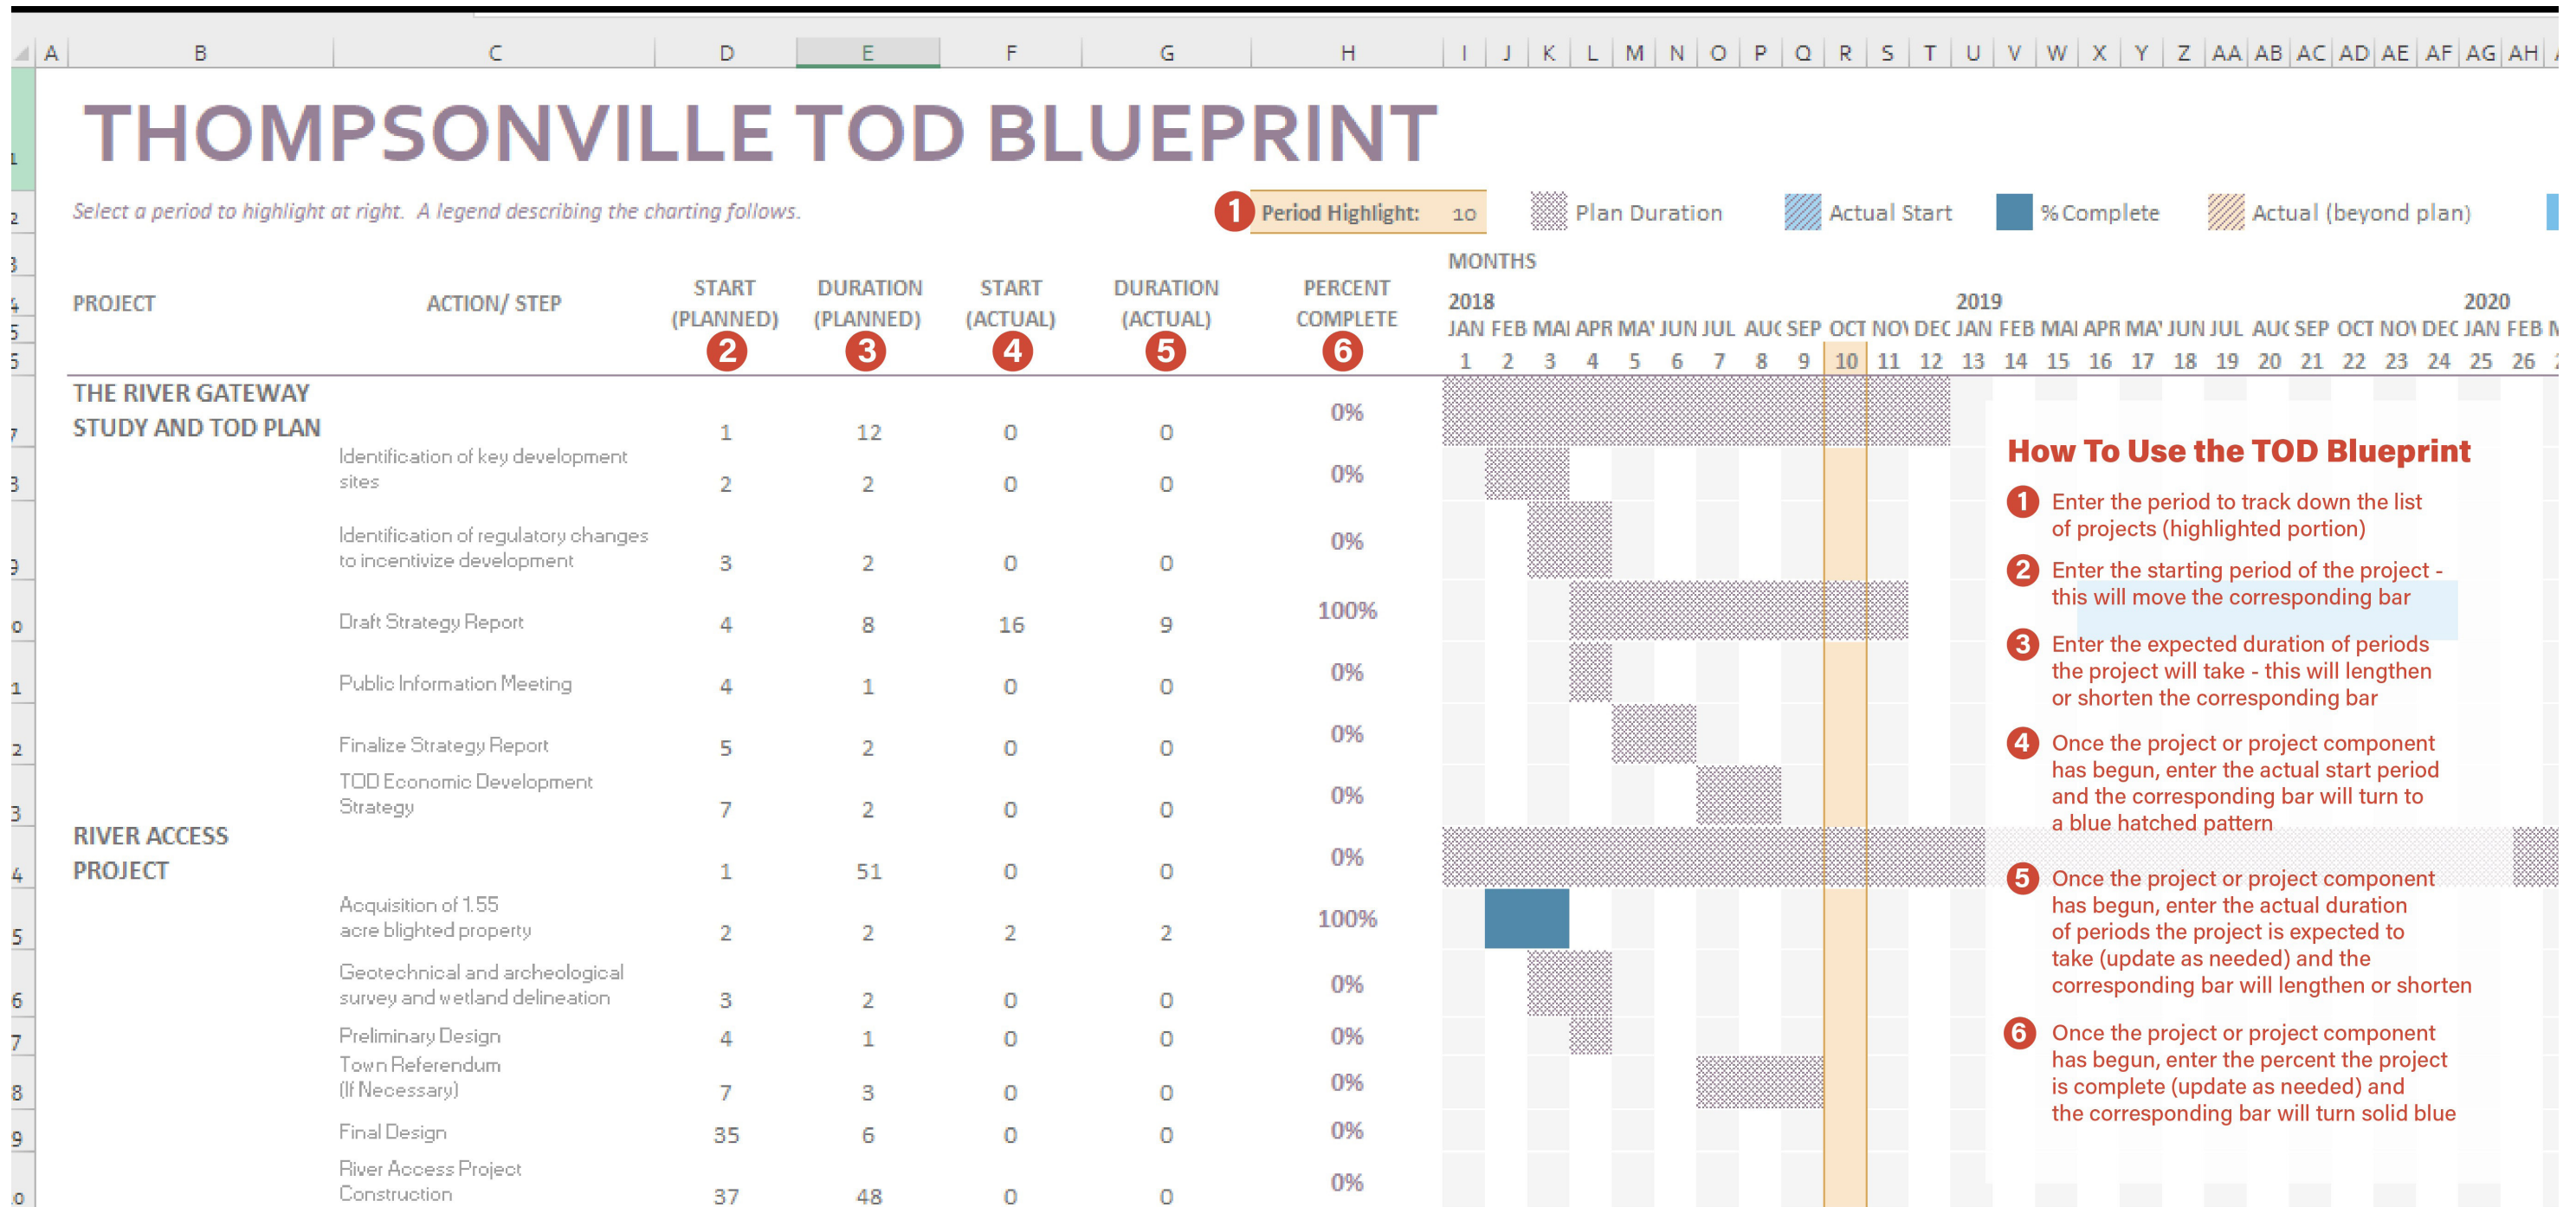 A B C D E F G H I J K L M N O P Q R S T U V W X Y Z AA AB AC AD AE AF AG AH
1 THOMPSONVILLE TOD BLUEPRINT
2 Select a period to highlight at right. A legend describing the charting follows. 1 Period Highlight: 10 Plan Duration Actual Start % Complete Actual (beyond plan)
MONTHS
START DURATION START DURATION PERCENT
PROJECT ACTION/ STEP 2018 2019 2020
(PLANNED) (PLANNED) (ACTUAL) (ACTUAL) COMPLETE
JAN FEB MAI APR MA' JUN JUL AUC SEP OCT NOV DEC JAN FEB MAI APR MA' JUN JUL AUC SEP OCT NOV DEC JAN FEB M
2 3 4 5 6
1 2 3 4 5 6 7 8 9 10 11 12 13 14 15 16 17 18 19 20 21 22 23 24 25 26
THE RIVER GATEWAY
STUDY AND TOD PLAN 1 12 0 0 0%
Identification of key development
sites 2 2 0 0 0%
Identification of regulatory changes
to incentivize development 3 2 0 0 0%
Draft Strategy Report 4 8 16 9 100%
Public Information Meeting 4 1 0 0 0%
Finalize Strategy Report 5 2 0 0 0%
TOD Economic Development
Strategy 7 2 0 0 0%
RIVER ACCESS
PROJECT 1 51 0 0 0%
Acquisition of 1.55
acre blighted property 2 2 2 2 100%
Geotechnical and archeological
survey and wetland delineation 3 2 0 0 0%
Preliminary Design 4 1 0 0 0%
Town Referendum
(If Necessary) 7 3 0 0 0%
Final Design 35 6 0 0 0%
River Access Project
Construction 37 48 0 0 0%
How To Use the TOD Blueprint
1 Enter the period to track down the list
of projects (highlighted portion)
2 Enter the starting period of the project -
this will move the corresponding bar
3 Enter the expected duration of periods
the project will take - this will lengthen
or shorten the corresponding bar
4 Once the project or project component
has begun, enter the actual start period
and the corresponding bar will turn to
a blue hatched pattern
5 Once the project or project component
has begun, enter the actual duration
of periods the project is expected to
take (update as needed) and the
corresponding bar will lengthen or shorten
6 Once the project or project component
has begun, enter the percent the project
is complete (update as needed) and
the corresponding bar will turn solid blue